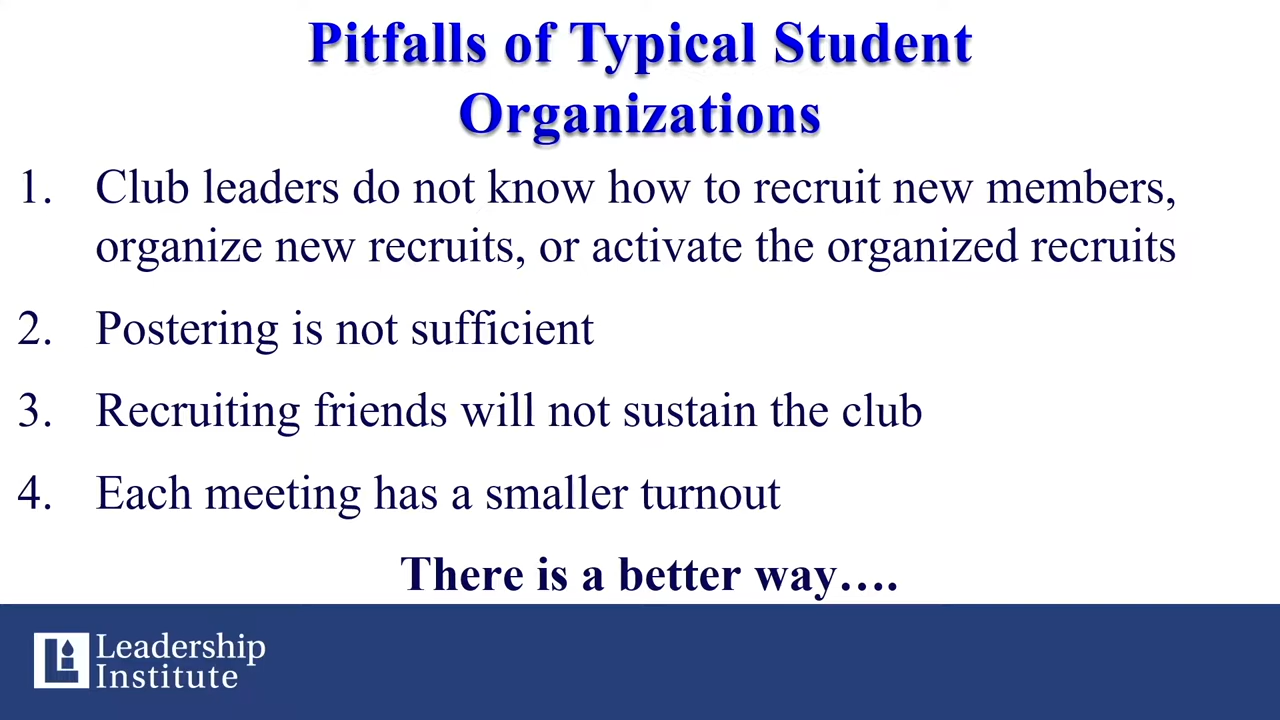 Pitfalls of Typical Student
Organizations
1. Club leaders do not know how to recruit new members,
organize new recruits, or activate the organized recruits
2. Postering is not sufficient
3. Recruiting friends will not sustain the club
4. Each meeting has a smaller turnout
There is a better way….
Leadership
Institute